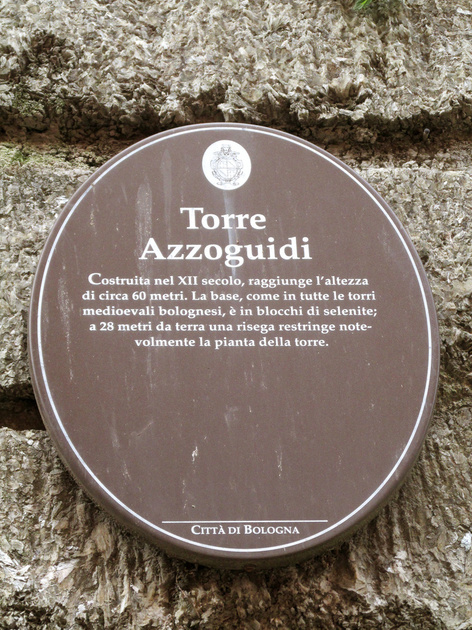 Torre
Azzoguidi
Costruita nel XII secolo, raggiunge l'altezza
di circa 60 metri. La base, come in tutte le torri
medioevali bolognesi, è in blocchi di selenite;
a 28 metri da terra una risega restringe note-
volmente la pianta della torre.
Città di Bologna